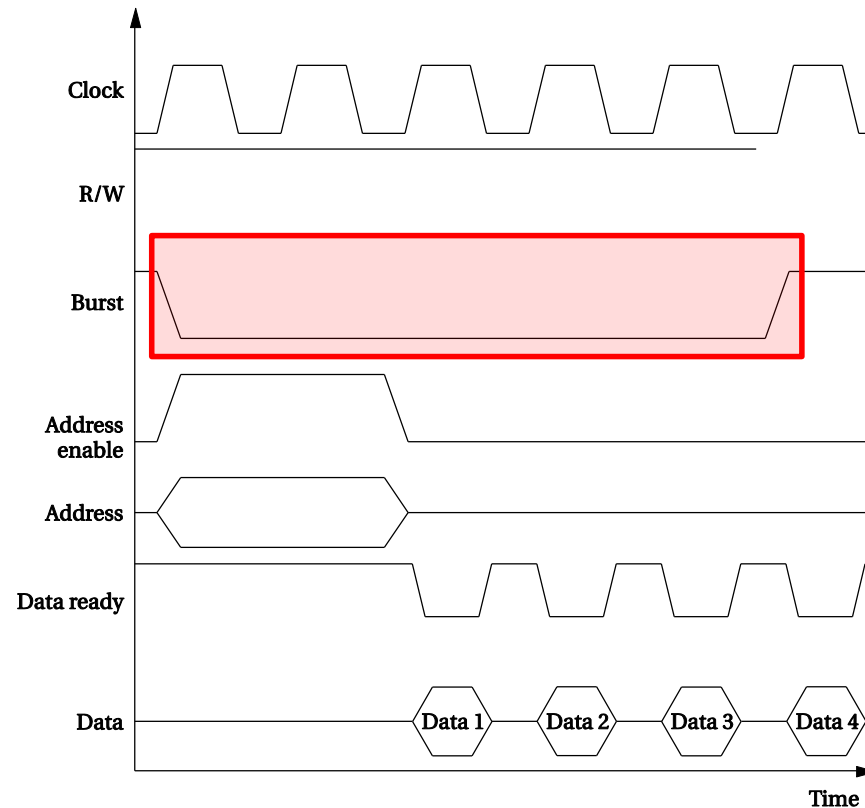 Clock
R/W
Burst
Address
enable
Address
Data ready
Data
Data 1
Data 2
Data 3
Data 4
Time